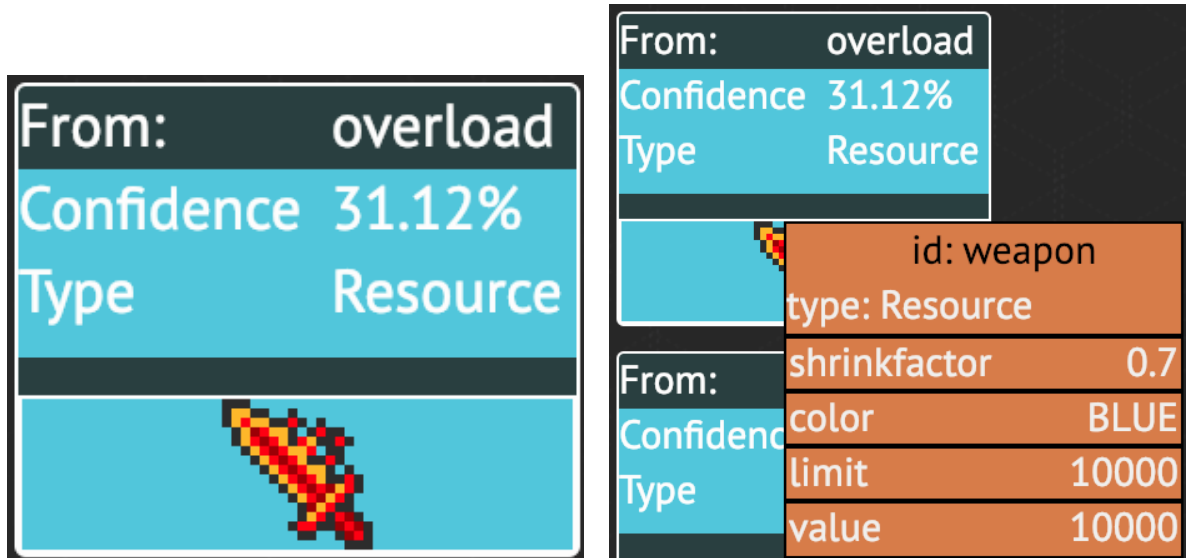 From: overload
Confidence 31.12%
Type Resource
From: overload
Confidence 31.12%
Type Resource
id: weapon
type: Resource
shrinkfactor 0.7
color BLUE
limit 10000
value 10000
From:
Confidenc
Type